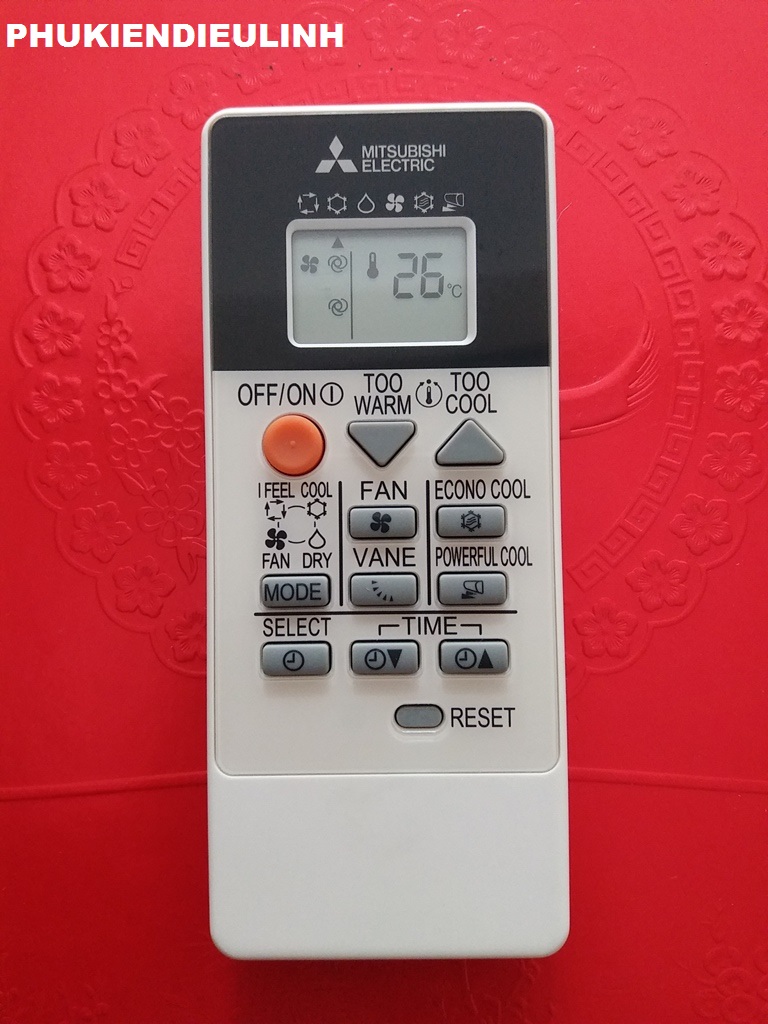 PHUKIENDIEULINH
MITSUBISHI
ELECTRIC
26°C
OFF/ON
TOO WARM
TOO COOL
I FEEL COOL
FAN DRY
MODE
FAN
VANE
ECONO COOL
POWERFUL COOL
SELECT
TIME
RESET